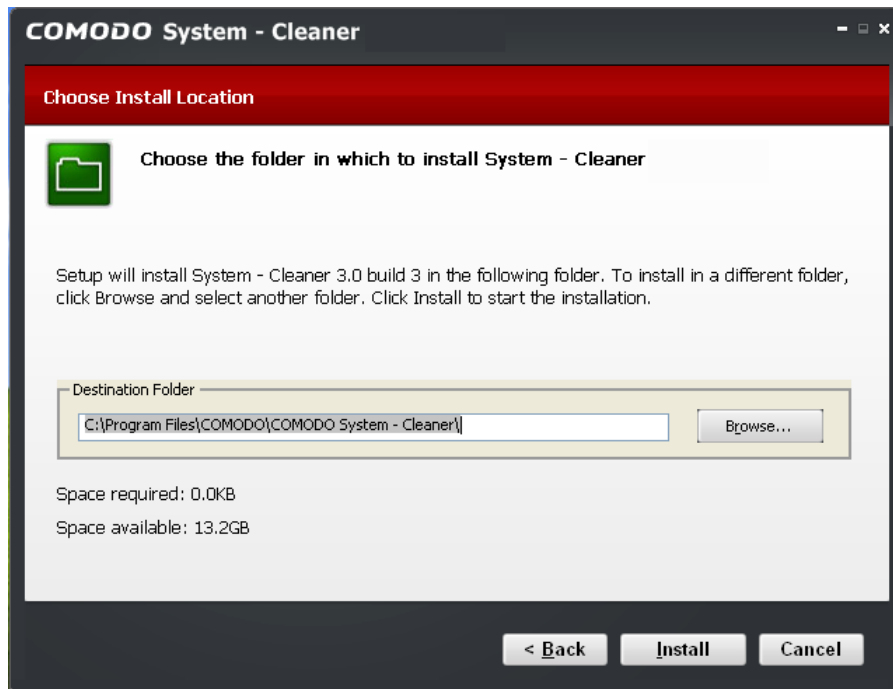 COMODO System - Cleaner
Choose Install Location
Choose the folder in which to install System - Cleaner
Setup will install System - Cleaner 3.0 build 3 in the following folder. To install in a different folder,
click Browse and select another folder. Click Install to start the installation.
Destination Folder
C:\Program Files\COMODO\COMODO System - Cleaner\
Browse...
Space required: 0.0KB
Space available: 13.2GB
< Back
Install
Cancel